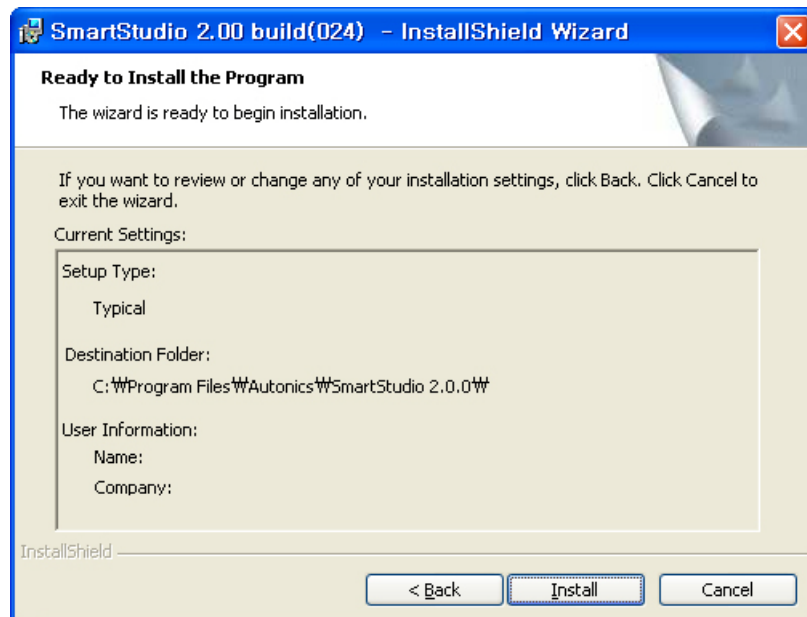 SmartStudio 2.00 build(024) - InstallShield Wizard
Ready to Install the Program
The wizard is ready to begin installation.
If you want to review or change any of your installation settings, click Back. Click Cancel to
exit the wizard.
Current Settings:
Setup Type:
Typical
Destination Folder:
C:₩Program Files₩Autonics₩SmartStudio 2.0.0₩
User Information:
Name:
Company:
InstallShield
< Back
Install
Cancel